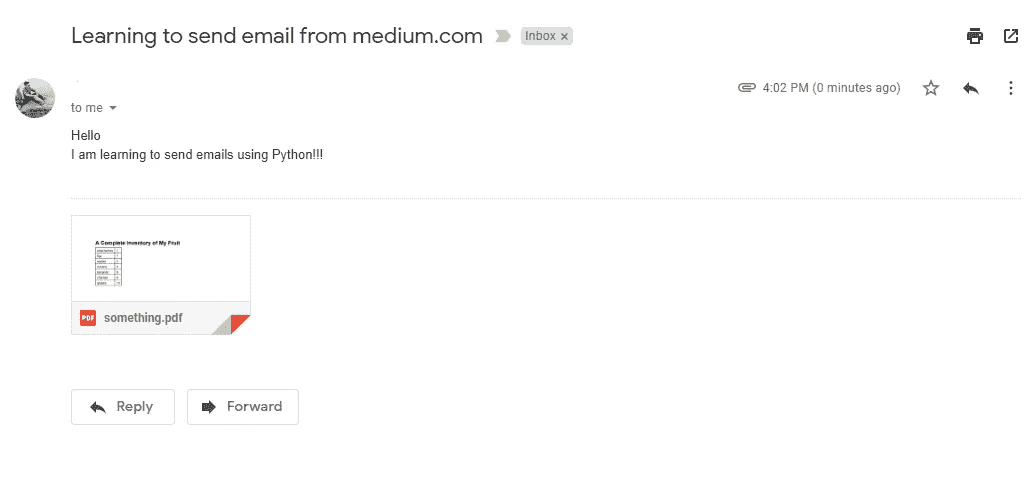 Learning to send email from medium.com
Inbox ×
4:02 PM (0 minutes ago)
to me
Hello
I am learning to send emails using Python!!!
A Complete Inventory of My Fruit
PDF something.pdf
Reply
Forward